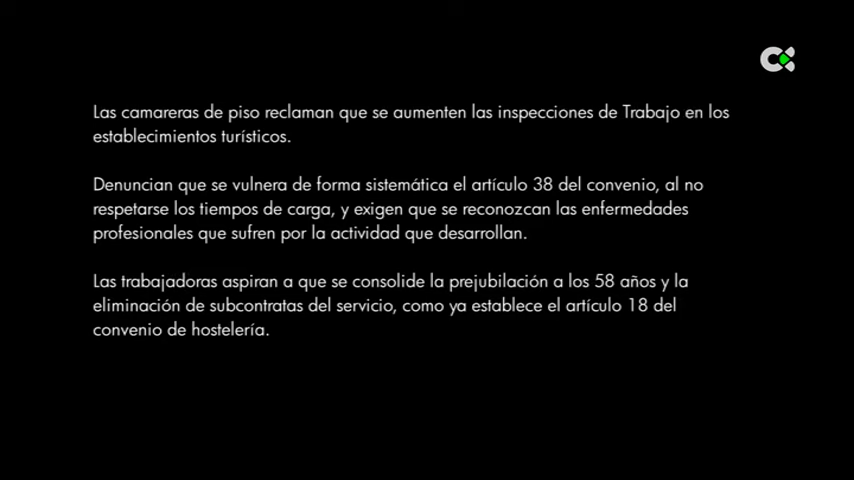 Las camareras de piso reclaman que se aumenten las inspecciones de Trabajo en los
establecimientos turísticos.
Denuncian que se vulnera de forma sistemática el artículo 38 del convenio, al no
respetarse los tiempos de carga, y exigen que se reconozcan las enfermedades
profesionales que sufren por la actividad que desarrollan.
Las trabajadoras aspiran a que se consolide la prejubilación a los 58 años y la
eliminación de subcontratas del servicio, como ya establece el artículo 18 del
convenio de hostelería.